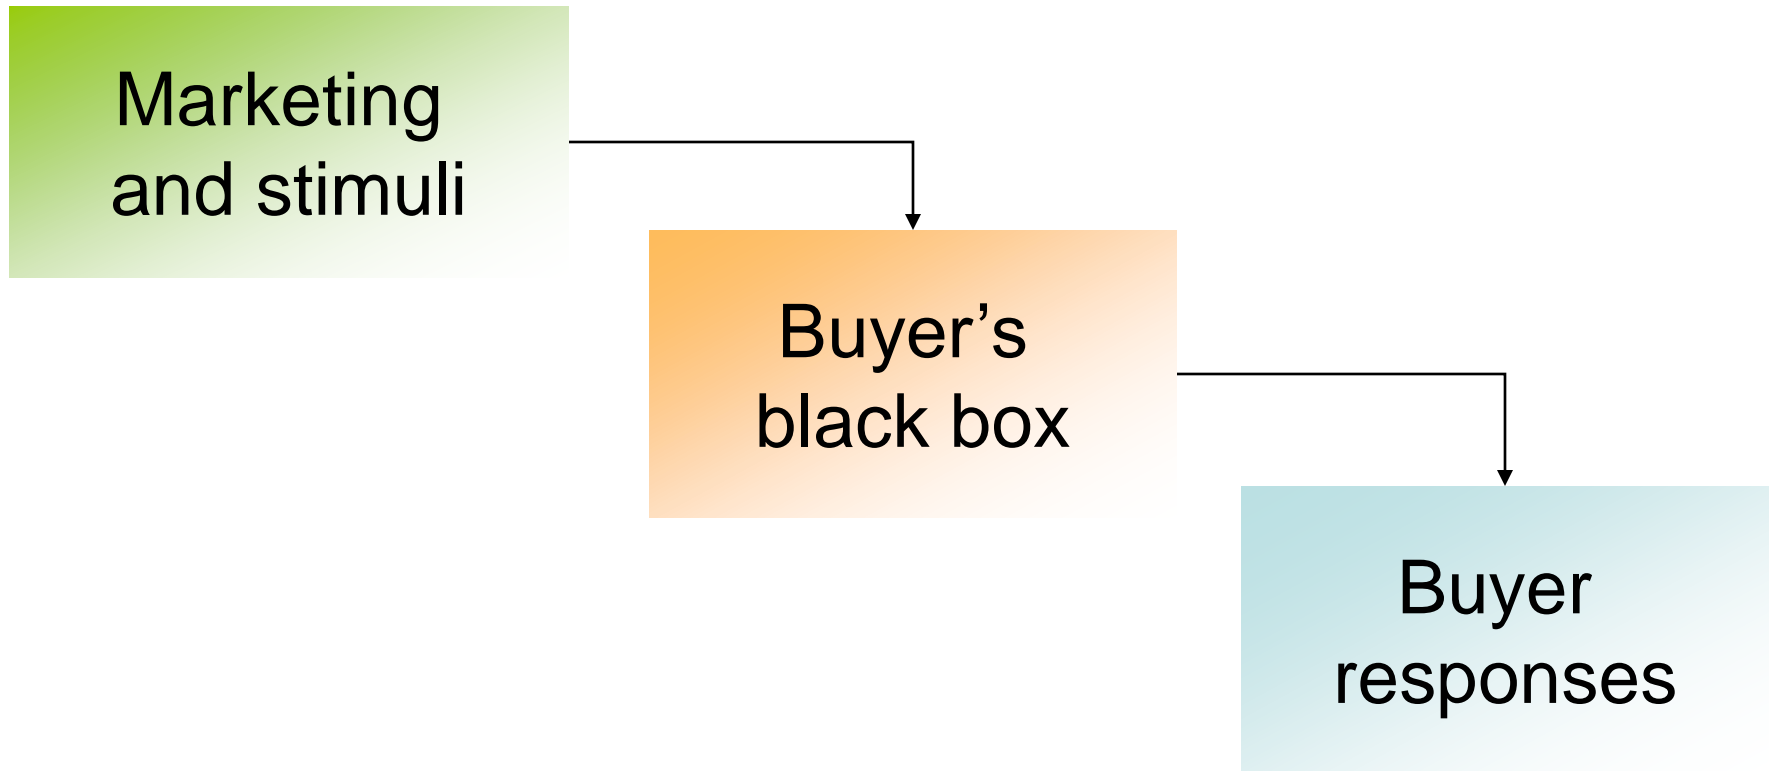 Marketing
and stimuli
Buyer’s
black box
Buyer
responses